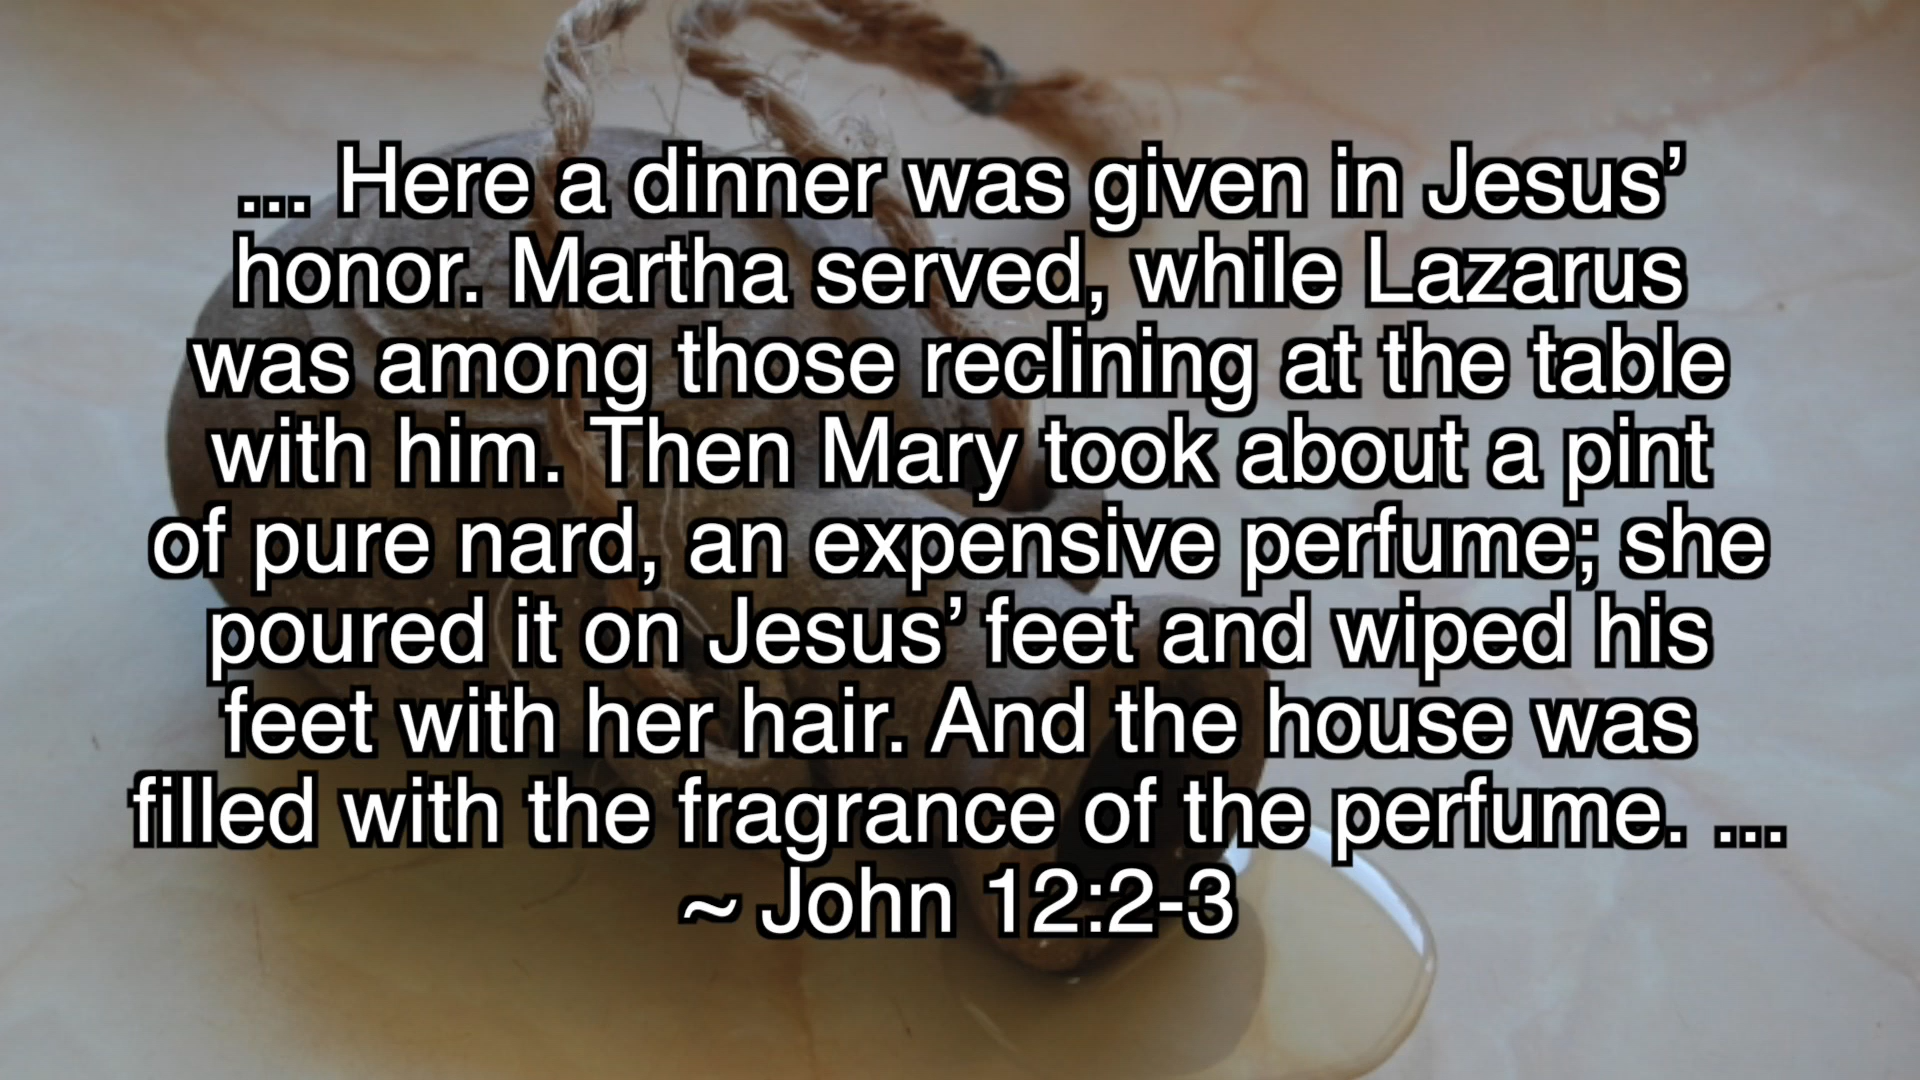 ... Here a dinner was given in Jesus’
honor. Martha served, while Lazarus
was among those reclining at the table
with him. Then Mary took about a pint
of pure nard, an expensive perfume; she
poured it on Jesus’ feet and wiped his
feet with her hair. And the house was
filled with the fragrance of the perfume. ...
~ John 12:2-3